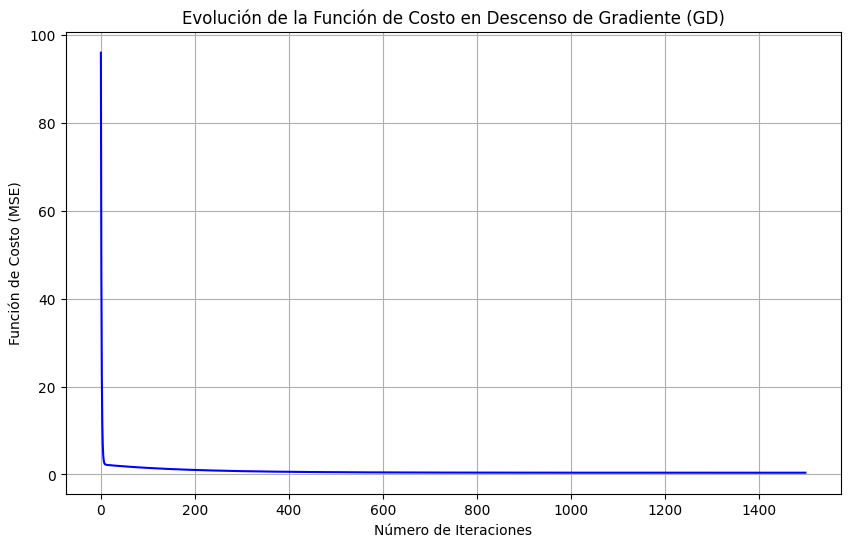 Evolución de la Función de Costo en Descenso de Gradiente (GD)
100
80
60
40
20
0
Función de Costo (MSE)
0 200 400 600 800 1000 1200 1400
Número de Iteraciones